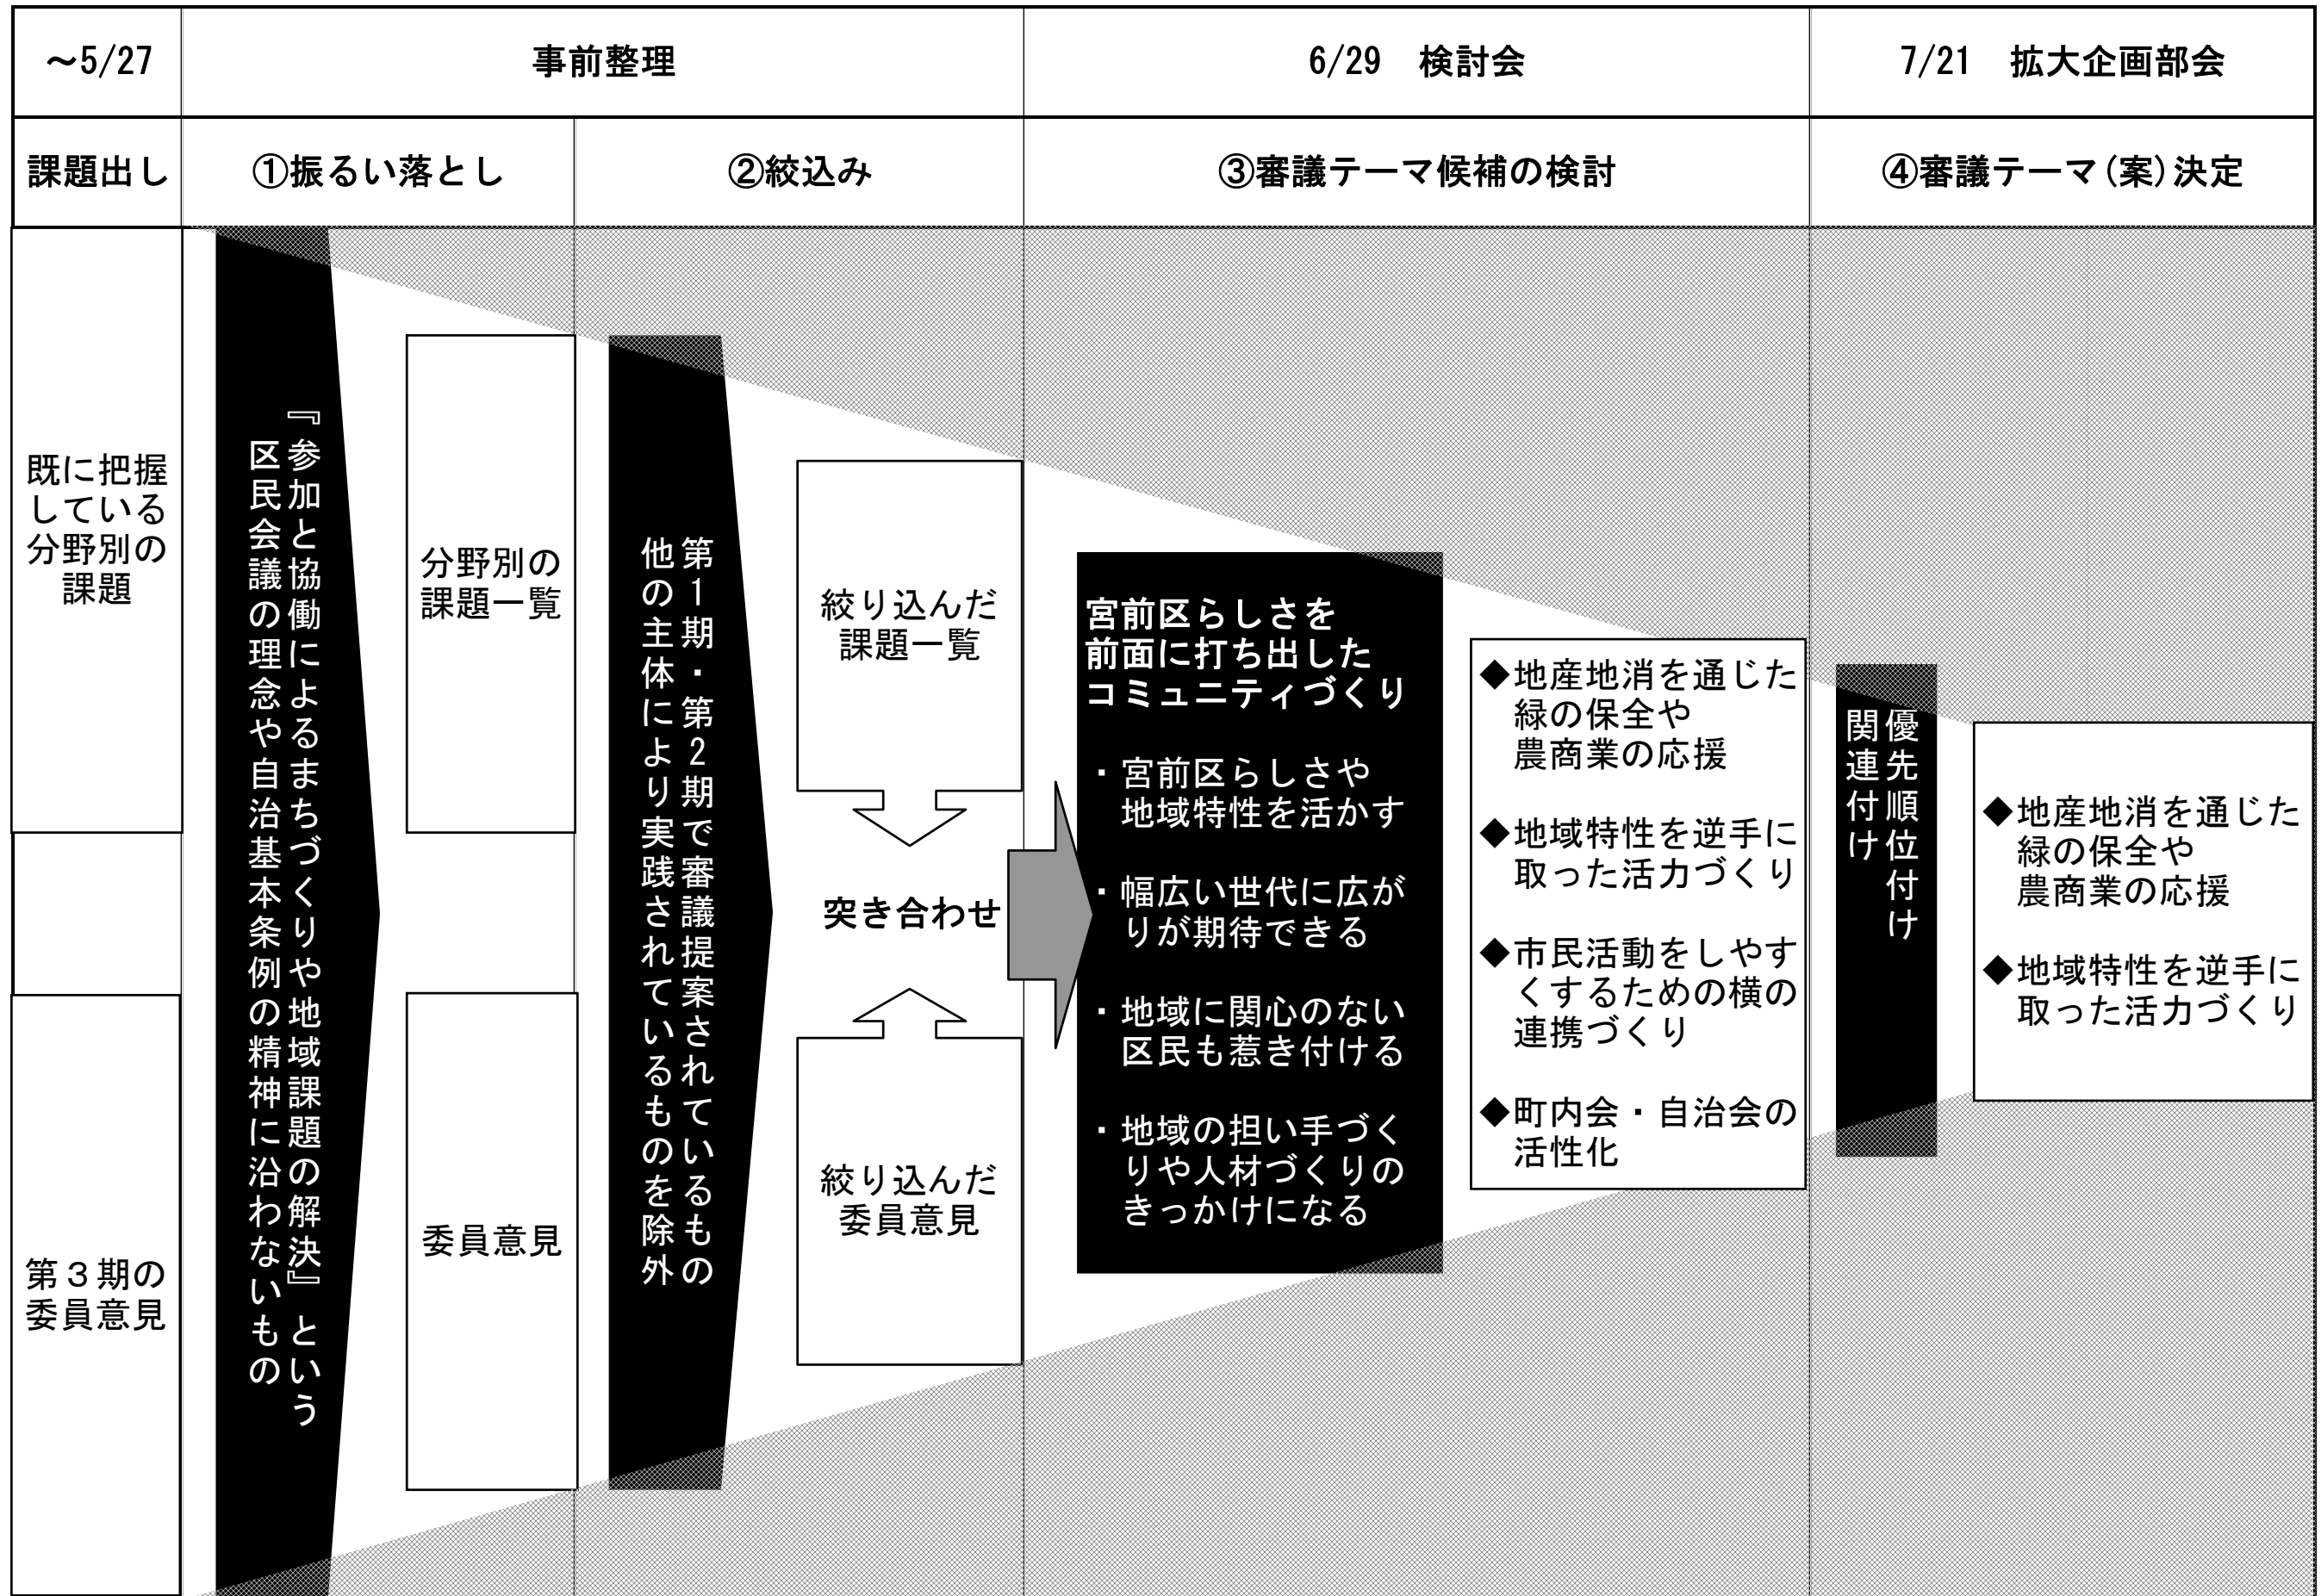 ～5/27
事前整理
6/29　検討会
7/21　拡大企画部会
課題出し
①振るい落とし
②絞込み
③審議テーマ候補の検討
④審議テーマ(案)決定
既に把握
している
分野別の
課題
第３期の
委員意見
『参加と協働によるまちづくりや地域課題の解決』という
区民会議の理念や自治基本条例の精神に沿わないもの
分野別の
課題一覧
委員意見
第1期・第2期で審議提案されているもの
他の主体により実践されているものを除外
絞り込んだ
課題一覧
突き合わせ
絞り込んだ
委員意見
宮前区らしさを
前面に打ち出した
コミュニティづくり
・宮前区らしさや
地域特性を活かす
・幅広い世代に広が
りが期待できる
・地域に関心のない
区民も惹き付ける
・地域の担い手づく
りや人材づくりの
きっかけになる
◆地産地消を通じた
緑の保全や
農商業の応援
◆地域特性を逆手に
取った活力づくり
◆市民活動をしやす
くするための横の
連携づくり
◆町内会・自治会の
活性化
優先順位付け
関連付け
◆地産地消を通じた
緑の保全や
農商業の応援
◆地域特性を逆手に
取った活力づくり